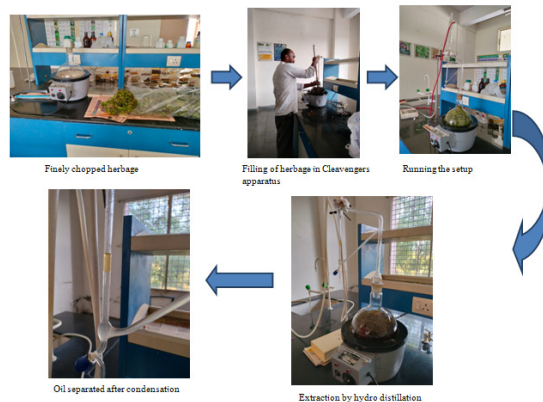 Finely chopped herbage
Filling of herbage in Cleavengers
apparatus
Running the setup
Extraction by hydro distillation
Oil separated after condensation